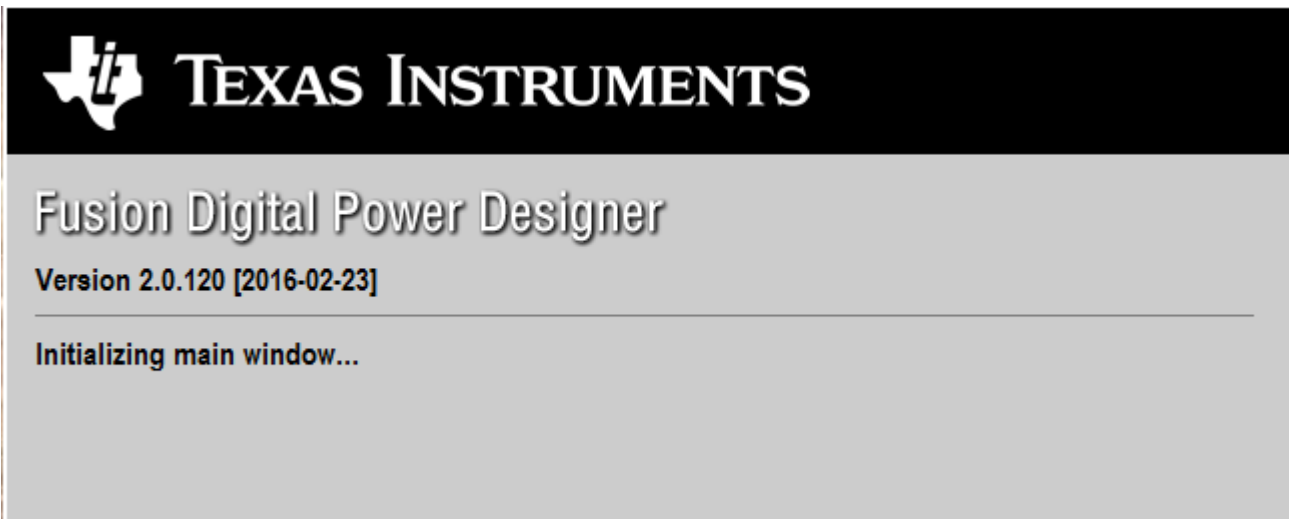 TEXAS INSTRUMENTS
Fusion Digital Power Designer
Version 2.0.120 [2016-02-23]
Initializing main window...